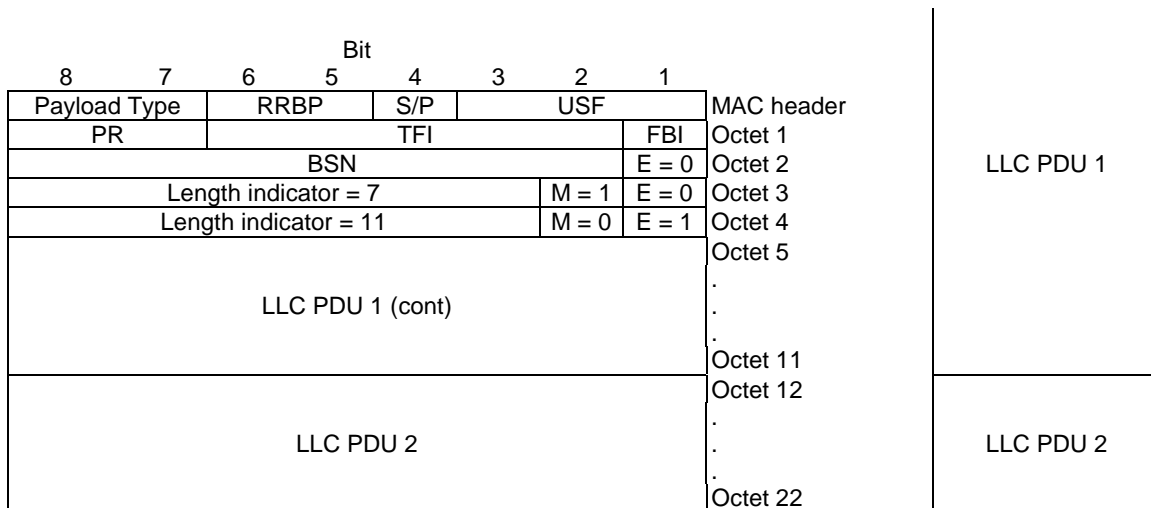 Bit
8 7 6 5 4 3 2 1
Payload Type RRBP S/P USF MAC header
PR TFI FBI Octet 1
BSN E = 0 Octet 2
LLC PDU 1
Length indicator = 7 M = 1 E = 0 Octet 3
Length indicator = 11 M = 0 E = 1 Octet 4
Octet 5
.
LLC PDU 1 (cont) .
.
Octet 11
Octet 12
.
LLC PDU 2 . LLC PDU 2
.
Octet 22